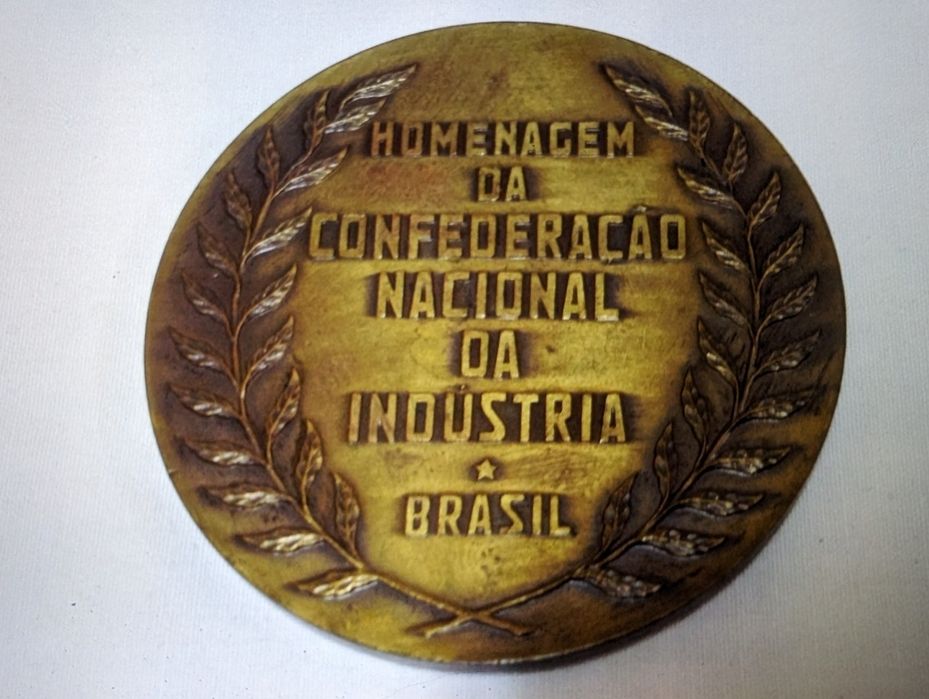 HOMENAGEM
DA
CONFEDERAÇÃO
NACIONAL
DA
INDÚSTRIA
BRASIL